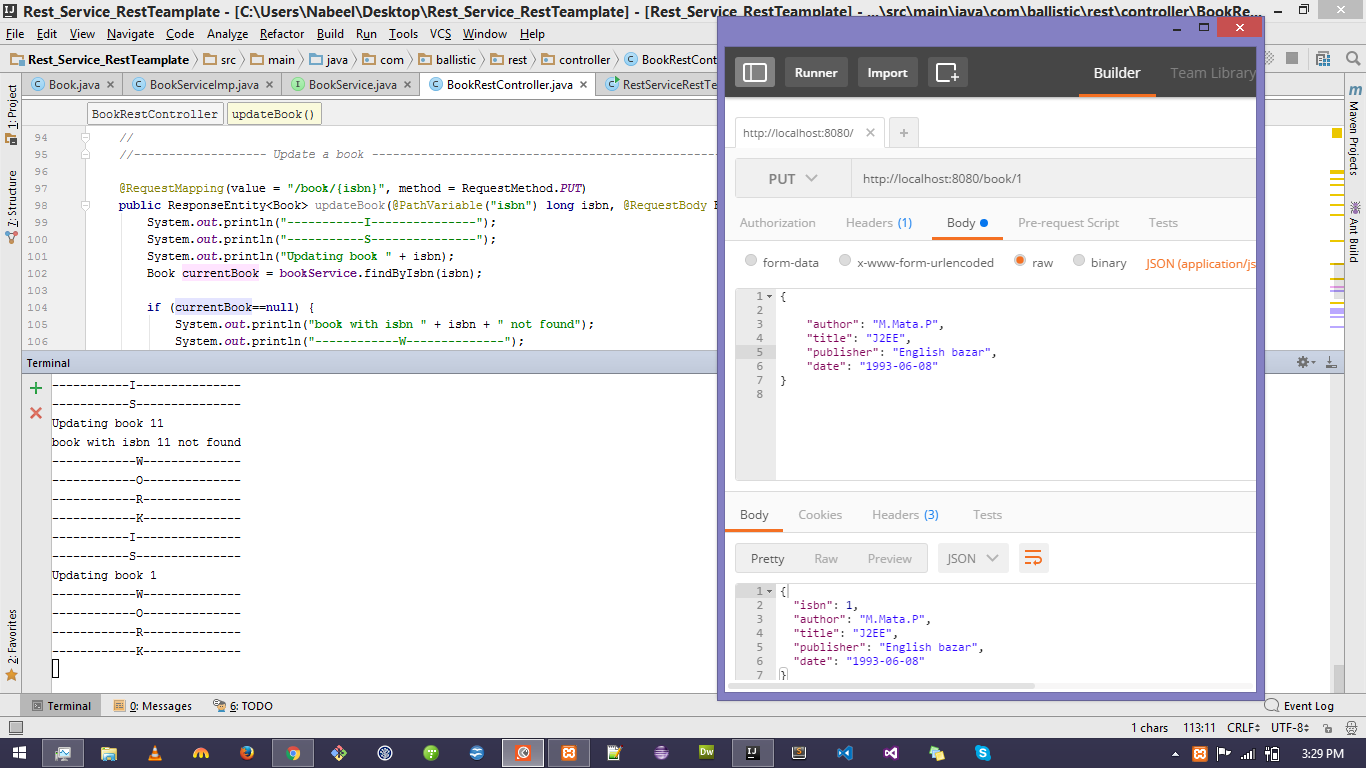 Rest_Service_RestTeamplate - [C:\Users\Nabeel\Desktop\Rest_Service_RestTeamplate] - [Rest_Service_RestTeamplate] - ...\src\main\java\com\ballistic\rest\controller\BookRe...
File Edit View Navigate Code Analyze Refactor Build Run Tools VCS Window Help
Rest_Service_RestTeamplate src main java com ballistic rest controller BookRestCont
Book.java BookServiceImp.java BookService.java BookRestController.java RestServiceRestTe
1: Project
7: Structure
2: Favorites
BookRestController updateBook()
94 //
95 //------------------- Update a book --------------------------------------------------
96
97 @RequestMapping(value = "/book/{isbn}", method = RequestMethod.PUT)
98 public ResponseEntity<Book> updateBook(@PathVariable("isbn") long isbn, @RequestBody B
99 System.out.println("-----------I---------------");
100 System.out.println("-----------S---------------");
101 System.out.println("Updating book " + isbn);
102 Book currentBook = bookService.findByIsbn(isbn);
103
104 if (currentBook==null) {
105 System.out.println("book with isbn " + isbn + " not found");
106 System.out.println("------------W--------------");
Terminal
-----------I---------------
-----------S---------------
Updating book 11
book with isbn 11 not found
------------W--------------
------------O--------------
------------R--------------
------------K--------------
-----------I---------------
-----------S---------------
Updating book 1
------------W--------------
------------O--------------
------------R--------------
------------K--------------
Runner Import Builder Team Library
http://localhost:8080/
PUT http://localhost:8080/book/1
Authorization Headers (1) Body Pre-request Script Tests
form-data x-www-form-urlencoded raw binary JSON (application/js
1 {
2
3 "author": "M.Mata.P",
4 "title": "J2EE",
5 "publisher": "English bazar",
6 "date": "1993-06-08"
7 }
8
Body Cookies Headers (3) Tests
Pretty Raw Preview JSON
1 {
2 "isbn": 1,
3 "author": "M.Mata.P",
4 "title": "J2EE",
5 "publisher": "English bazar",
6 "date": "1993-06-08"
7 }
Maven Projects
Ant Build
Terminal 0: Messages 6: TODO Event Log
1 chars 113:11 CRLF UTF-8
3:29 PM